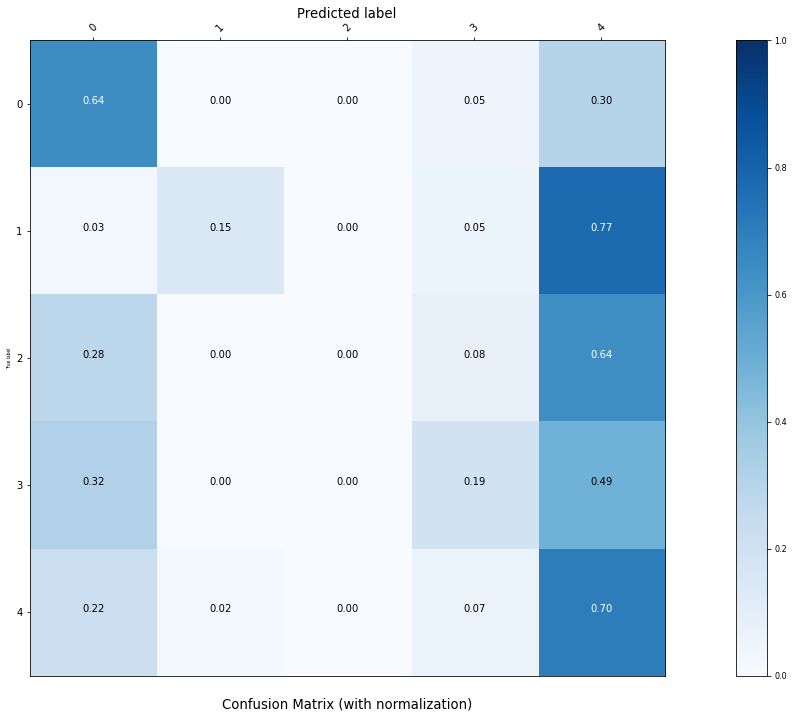 Predicted label
0 1 2 3 4
0 0.64 0.00 0.00 0.05 0.30
1 0.03 0.15 0.00 0.05 0.77
2 0.28 0.00 0.00 0.08 0.64
3 0.32 0.00 0.00 0.19 0.49
4 0.22 0.02 0.00 0.07 0.70
True label
Confusion Matrix (with normalization)
1.0
0.8
0.6
0.4
0.2
0.0